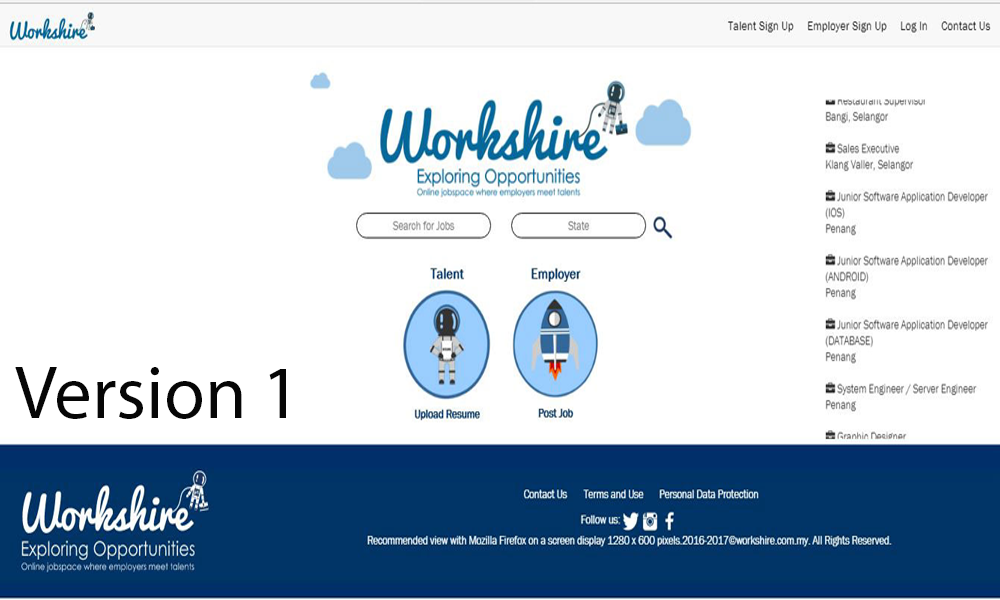 Workshire
Talent Sign Up
Employer Sign Up
Log In
Contact Us
Workshire
Exploring Opportunities
Online jobspace where employers meet talents
Search for Jobs
State
Talent
Employer
Upload Resume
Post Job
Restaurant Supervisor
Bangi, Selangor
Sales Executive
Klang Valler, Selangor
Junior Software Application Developer
(IOS)
Penang
Junior Software Application Developer
(ANDROID)
Penang
Junior Software Application Developer
(DATABASE)
Penang
System Engineer / Server Engineer
Penang
Graphic Designer
Version 1
Workshire
Exploring Opportunities
Online jobspace where employers meet talents
Contact Us
Terms and Use
Personal Data Protection
Follow us:
Recommended view with Mozilla Firefox on a screen display 1280 x 600 pixels.2016-2017©workshire.com.my. All Rights Reserved.